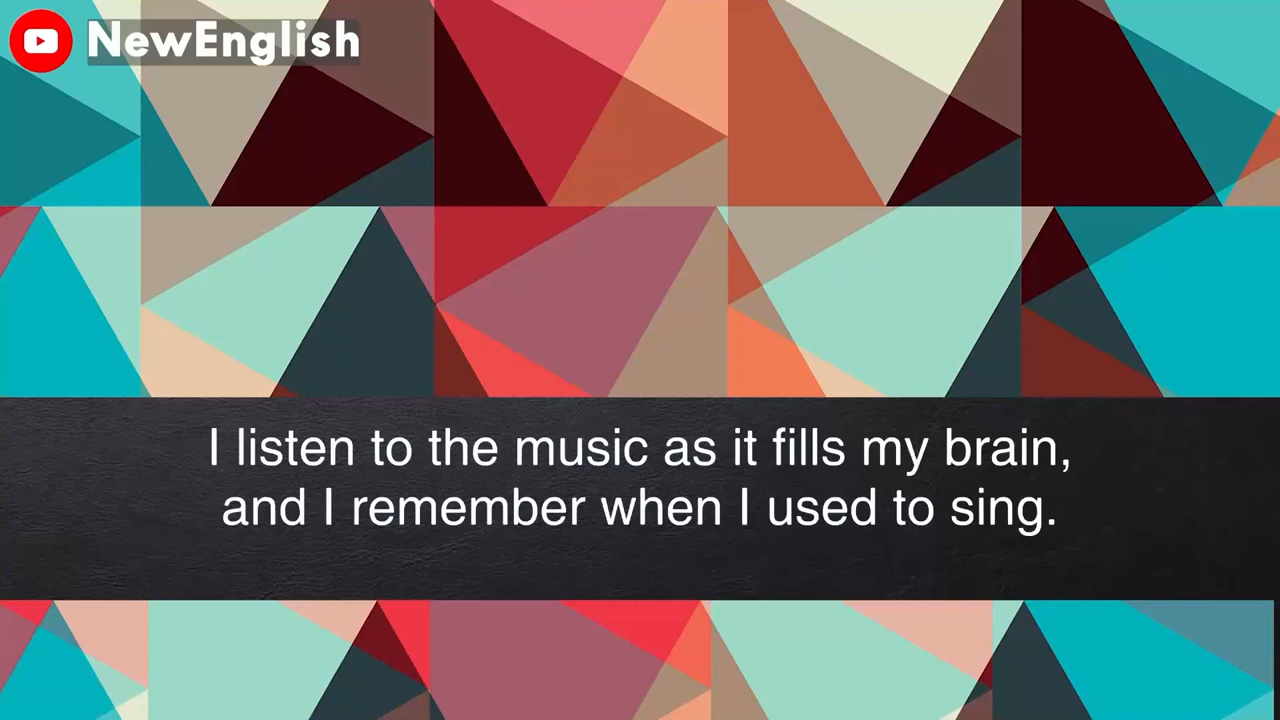 NewEnglish
I listen to the music as it fills my brain,
and I remember when I used to sing.